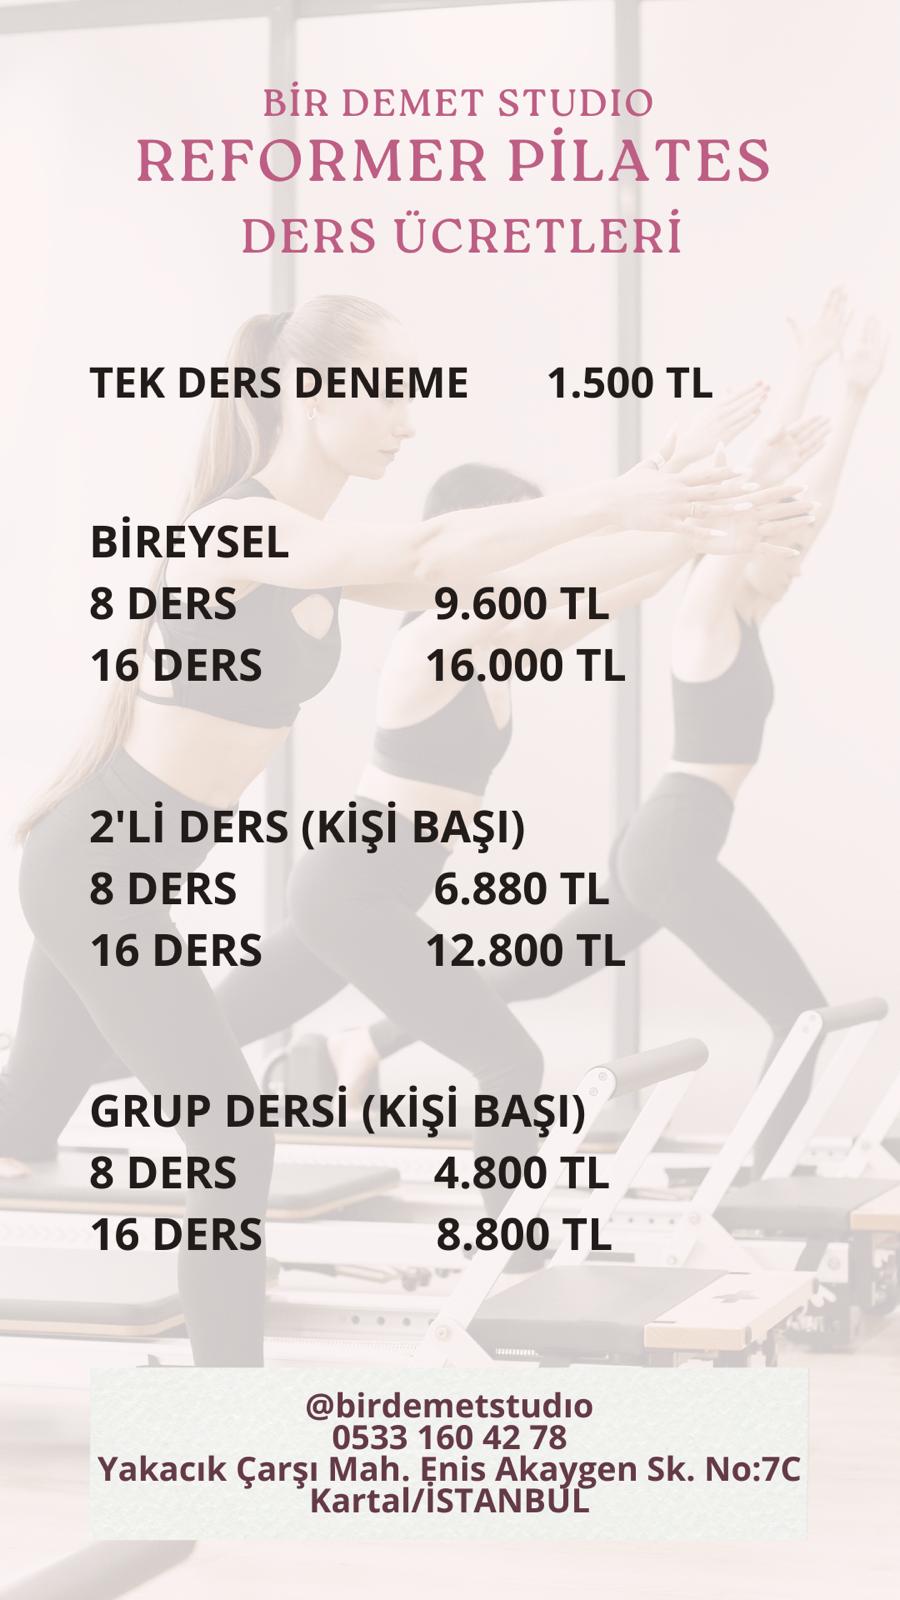 BİR DEMET STUDIO
REFORMER PİLATES
DERS ÜCRETLERİ
TEK DERS DENEME 1.500 TL
BİREYSEL
8 DERS 9.600 TL
16 DERS 16.000 TL
2'Lİ DERS (KİŞİ BAŞI)
8 DERS 6.880 TL
16 DERS 12.800 TL
GRUP DERSİ (KİŞİ BAŞI)
8 DERS 4.800 TL
16 DERS 8.800 TL
@birdemetstudıo
0533 160 42 78
Yakacık Çarşı Mah. Enis Akaygen Sk. No:7C
Kartal/İSTANBUL